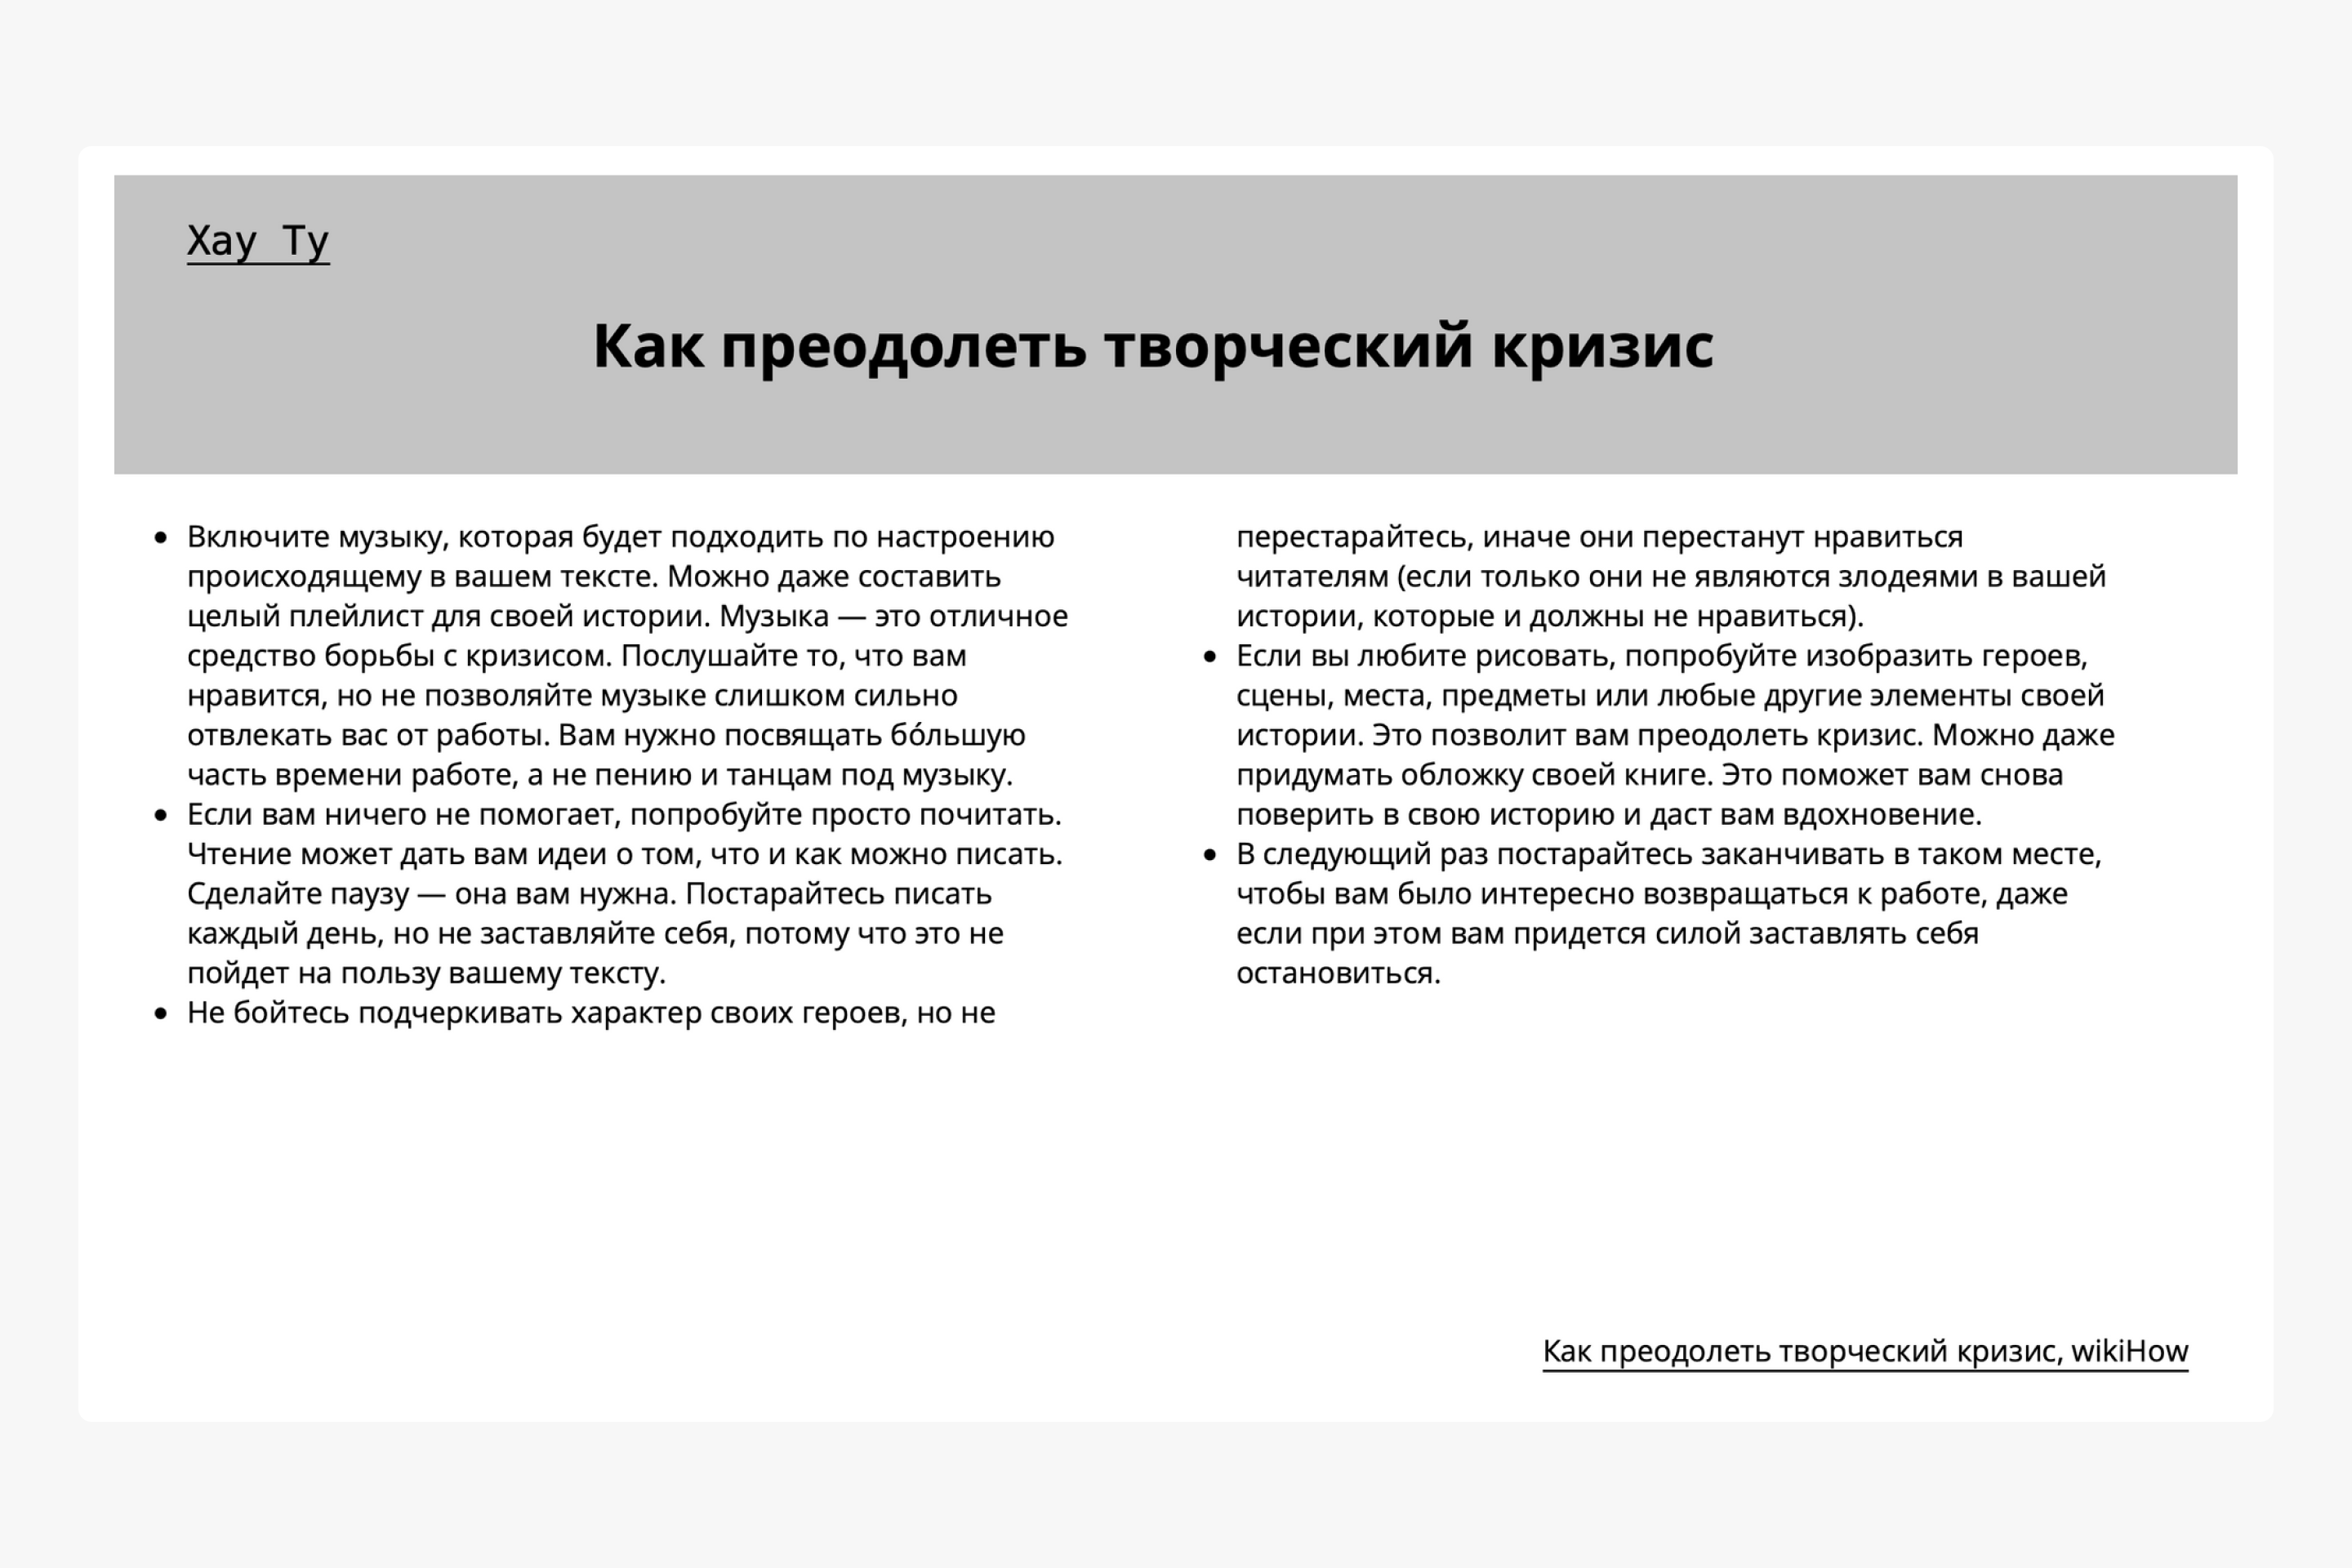 Хау Ту
Как преодолеть творческий кризис
• Включите музыку, которая будет подходить по настроению
происходящему в вашем тексте. Можно даже составить
целый плейлист для своей истории. Музыка — это отличное
средство борьбы с кризисом. Послушайте то, что вам
нравится, но не позволяйте музыке слишком сильно
отвлекать вас от работы. Вам нужно посвящать бо́льшую
часть времени работе, а не пению и танцам под музыку.
• Если вам ничего не помогает, попробуйте просто почитать.
Чтение может дать вам идеи о том, что и как можно писать.
Сделайте паузу — она вам нужна. Постарайтесь писать
каждый день, но не заставляйте себя, потому что это не
пойдет на пользу вашему тексту.
• Не бойтесь подчеркивать характер своих героев, но не
перестарайтесь, иначе они перестанут нравиться
читателям (если только они не являются злодеями в вашей
истории, которые и должны не нравиться).
• Если вы любите рисовать, попробуйте изобразить героев,
сцены, места, предметы или любые другие элементы своей
истории. Это позволит вам преодолеть кризис. Можно даже
придумать обложку своей книге. Это поможет вам снова
поверить в свою историю и даст вам вдохновение.
• В следующий раз постарайтесь заканчивать в таком месте,
чтобы вам было интересно возвращаться к работе, даже
если при этом вам придется силой заставлять себя
остановиться.
Как преодолеть творческий кризис, wikiHow